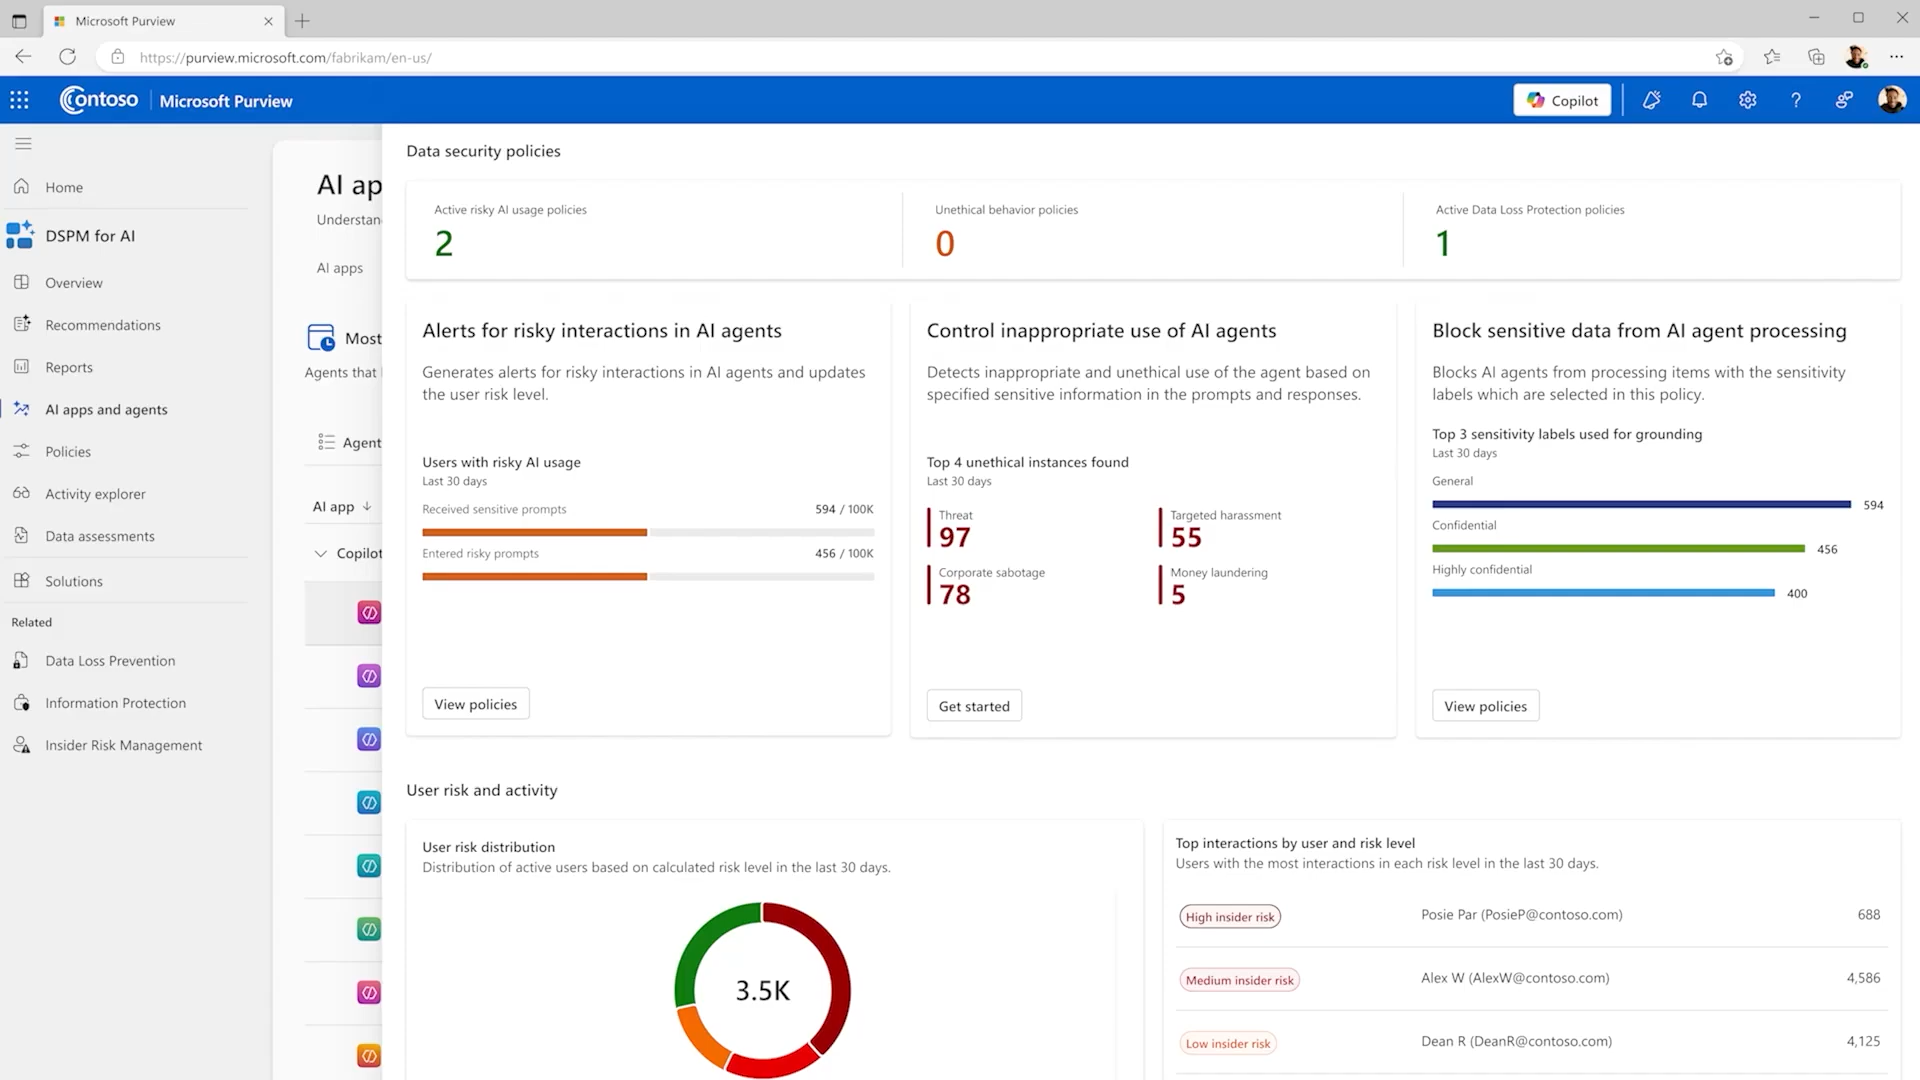 Microsoft Purview
https://purview.microsoft.com/fabrikam/en-us/
Contoso
Microsoft Purview
Copilot
Home
DSPM for AI
Overview
Recommendations
Reports
AI apps and agents
Policies
Activity explorer
Data assessments
Solutions
Related
Data Loss Prevention
Information Protection
Insider Risk Management
AI ap
Understan
AI apps
Most
Agents that
Agent
AI app
Copilot
Data security policies
Active risky AI usage policies
2
Unethical behavior policies
0
Active Data Loss Protection policies
1
Alerts for risky interactions in AI agents
Generates alerts for risky interactions in AI agents and updates
the user risk level.
Users with risky AI usage
Last 30 days
Received sensitive prompts 594 / 100K
Entered risky prompts 456 / 100K
View policies
Control inappropriate use of AI agents
Detects inappropriate and unethical use of the agent based on
specified sensitive information in the prompts and responses.
Top 4 unethical instances found
Last 30 days
Threat
97
Targeted harassment
55
Corporate sabotage
78
Money laundering
5
Get started
Block sensitive data from AI agent processing
Blocks AI agents from processing items with the sensitivity
labels which are selected in this policy.
Top 3 sensitivity labels used for grounding
Last 30 days
General
594
Confidential
456
Highly confidential
400
View policies
User risk and activity
User risk distribution
Distribution of active users based on calculated risk level in the last 30 days.
3.5K
Top interactions by user and risk level
Users with the most interactions in each risk level in the last 30 days.
High insider risk Posie Par (PosieP@contoso.com) 688
Medium insider risk Alex W (AlexW@contoso.com) 4,586
Low insider risk Dean R (DeanR@contoso.com) 4,125